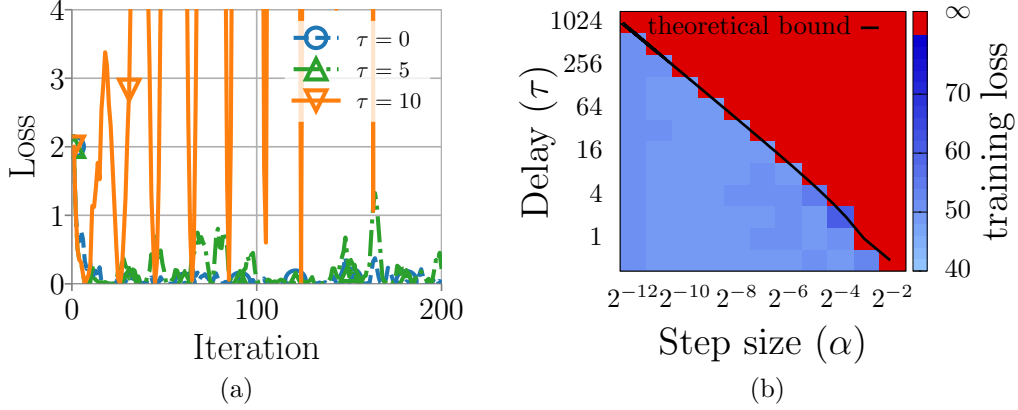 4
3
2
1
0
Loss
0
100
200
Iteration
τ = 0
τ = 5
τ = 10
(a)
1024
256
64
16
4
1
Delay (τ)
theoretical bound
2^{-12} 2^{-10} 2^{-8} 2^{-6} 2^{-4} 2^{-2}
Step size (α)
∞
70
60
50
40
training loss
(b)